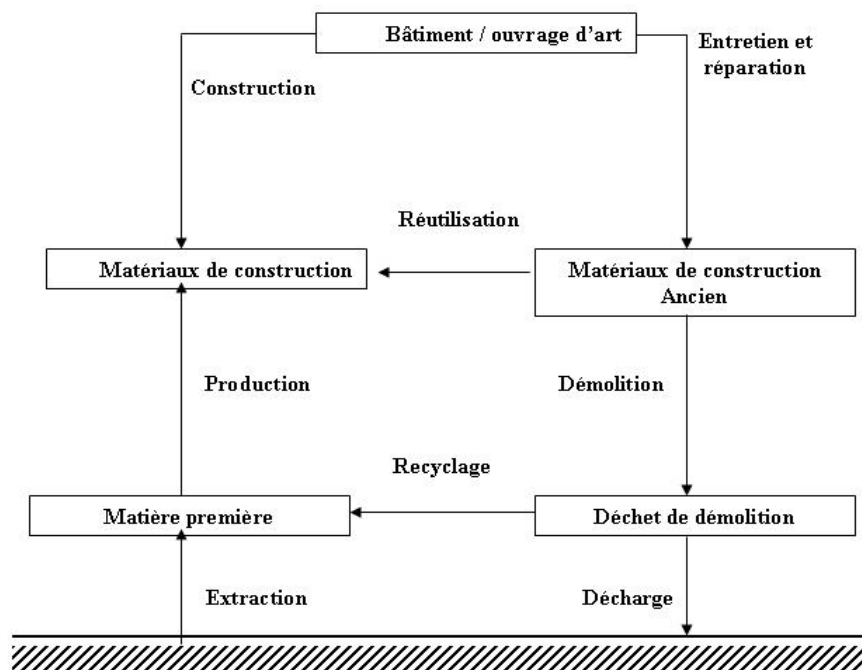 Bâtiment / ouvrage d'art
Entretien et
réparation
Construction
Réutilisation
Matériaux de construction
Matériaux de construction
Ancien
Production
Démolition
Recyclage
Matière première
Déchet de démolition
Extraction
Décharge